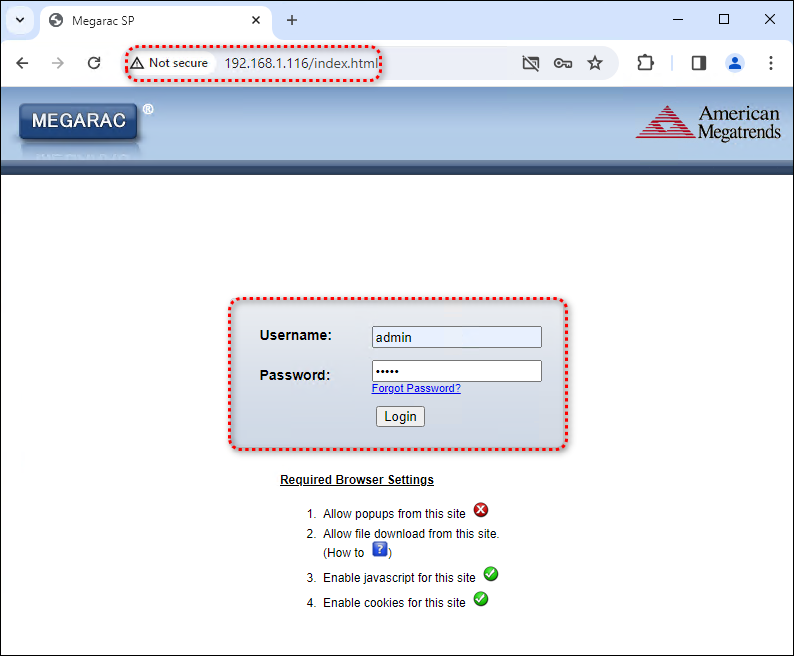 Megarac SP
Not secure 192.168.1.116/index.html
MEGARAC ®
American
Megatrends
Username: admin
Password: •••••
Forgot Password?
Login
Required Browser Settings
1. Allow popups from this site
2. Allow file download from this site.
(How to ? )
3. Enable javascript for this site
4. Enable cookies for this site